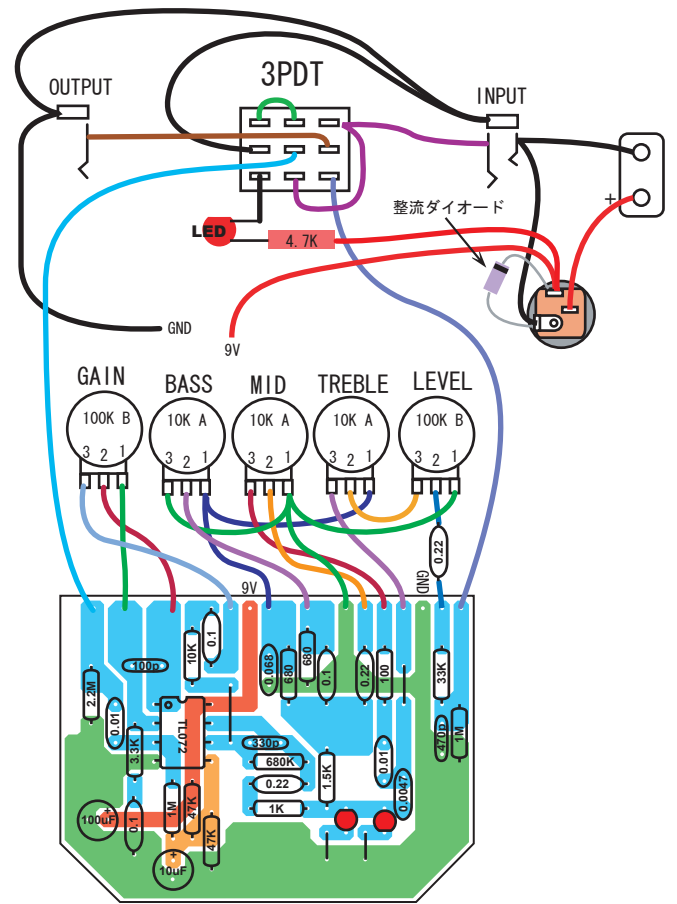 OUTPUT
3PDT
INPUT
+
整流ダイオード
LED
4.7K
GND
9V
GAIN
BASS
MID
TREBLE
LEVEL
100K B
10K A
10K A
10K A
100K B
3 2 1
3 2 1
3 2 1
3 2 1
3 2 1
0.22
9V
GND
100p
10K
0.1
2.2M
0.01
3.3K
TL072
0.068
680
680
0.1
0.22
100
33K
470p
1M
330p
680K
0.22
1K
1.5K
0.01
0.0047
+
100uF
0.1
1M
47K
47K
+
10uF